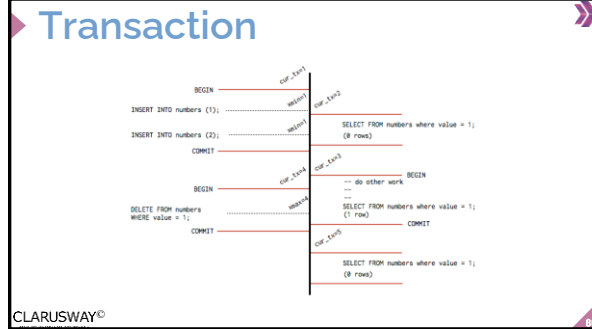 Transaction
cur_tx=1
BEGIN
xmin=1
cur_tx=2
INSERT INTO numbers (1);
SELECT FROM numbers where value = 1;
(0 rows)
xmin=1
INSERT INTO numbers (2);
COMMIT
cur_tx=4
cur_tx=3
BEGIN
BEGIN
-- do other work
--
--
xmax=4
DELETE FROM numbers
WHERE value = 1;
SELECT FROM numbers where value = 1;
(1 row)
COMMIT
COMMIT
cur_tx=5
SELECT FROM numbers where value = 1;
(0 rows)
CLARUSWAY©